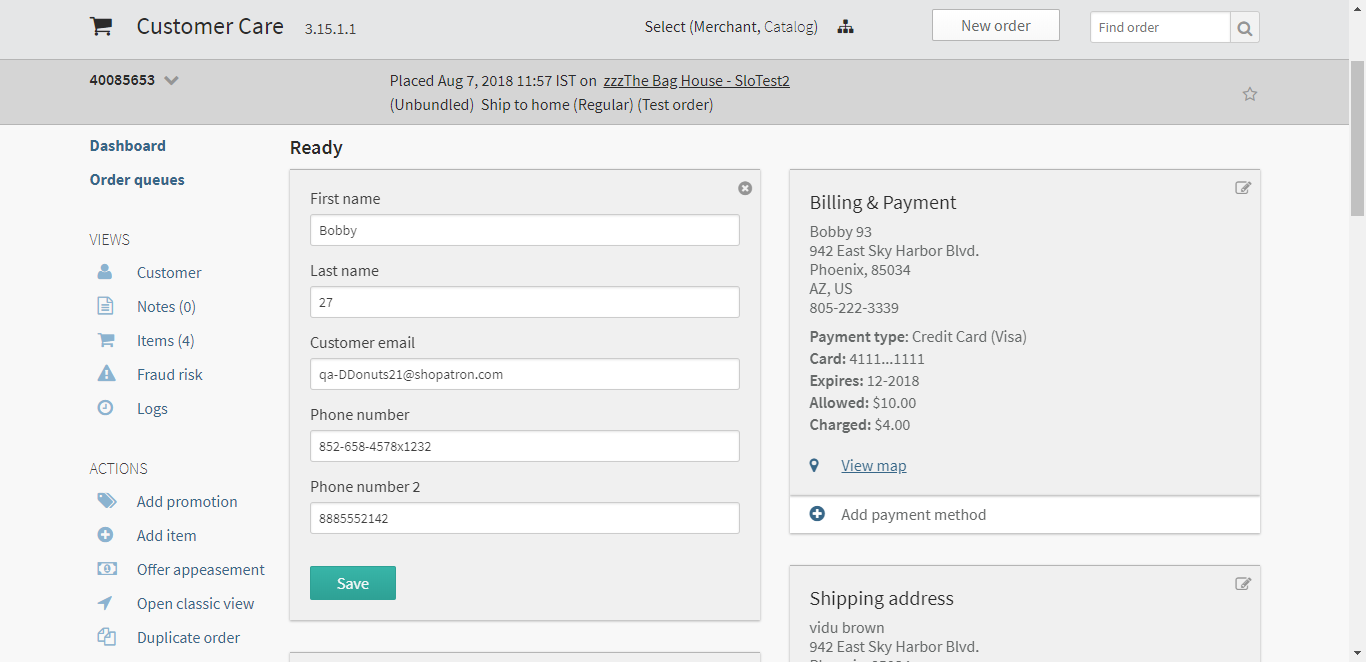 Customer Care 3.15.1.1
Select (Merchant, Catalog)
New order
Find order
40085653
Placed Aug 7, 2018 11:57 IST on zzzThe Bag House - SloTest2
(Unbundled) Ship to home (Regular) (Test order)
Dashboard
Order queues
VIEWS
Customer
Notes (0)
Items (4)
Fraud risk
Logs
ACTIONS
Add promotion
Add item
Offer appeasement
Open classic view
Duplicate order
Ready
First name
Bobby
Last name
27
Customer email
qa-DDonuts21@shopatron.com
Phone number
852-658-4578x1232
Phone number 2
8885552142
Save
Billing & Payment
Bobby 93
942 East Sky Harbor Blvd.
Phoenix, 85034
AZ, US
805-222-3339
Payment type: Credit Card (Visa)
Card: 4111...1111
Expires: 12-2018
Allowed: $10.00
Charged: $4.00
View map
Add payment method
Shipping address
vidu brown
942 East Sky Harbor Blvd.